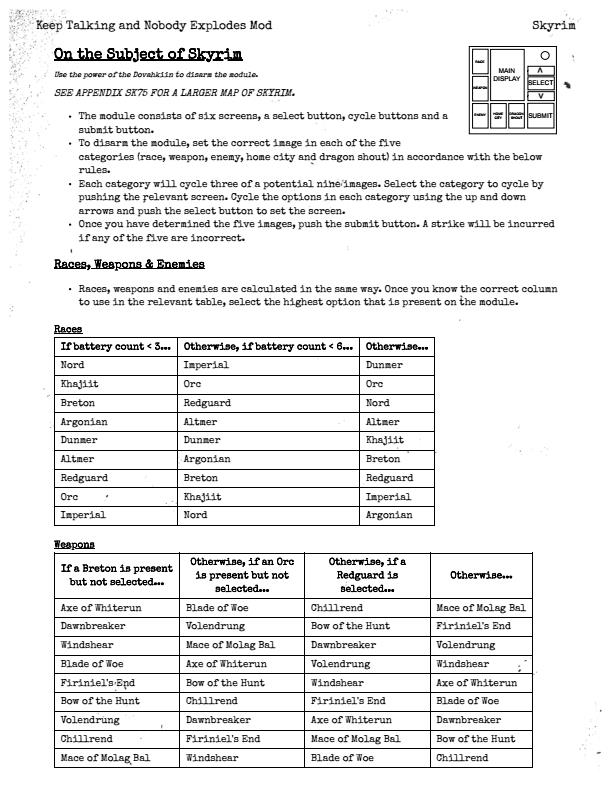 Keep Talking and Nobody Explodes Mod Skyrim
On the Subject of Skyrim
Use the power of the Dovahkiin to disarm the module.
SEE APPENDIX SK75 FOR A LARGER MAP OF SKYRIM.
RACE
WEAPON
ENEMY
MAIN
DISPLAY
HOME
CITY
DRAGON
SHOUT
SELECT
SUBMIT
• The module consists of six screens, a select button, cycle buttons and a
submit button.
• To disarm the module, set the correct image in each of the five
categories (race, weapon, enemy, home city and dragon shout) in accordance with the below
rules.
• Each category will cycle three of a potential nine images. Select the category to cycle by
pushing the relevant screen. Cycle the options in each category using the up and down
arrows and push the select button to set the screen.
• Once you have determined the five images, push the submit button. A strike will be incurred
if any of the five are incorrect.
Races, Weapons & Enemies
• Races, weapons and enemies are calculated in the same way. Once you know the correct column
to use in the relevant table, select the highest option that is present on the module.
Races
If battery count < 3... Otherwise, if battery count < 6... Otherwise...
Nord Imperial Dunmer
Khajiit Orc Orc
Breton Redguard Nord
Argonian Altmer Altmer
Dunmer Dunmer Khajiit
Altmer Argonian Breton
Redguard Breton Redguard
Orc Khajiit Imperial
Imperial Nord Argonian
Weapons
If a Breton is present
but not selected...
Otherwise, if an Orc
is present but not
selected...
Otherwise, if a
Redguard is
selected...
Otherwise...
Axe of Whiterun Blade of Woe Chillrend Mace of Molag Bal
Dawnbreaker Volendrung Bow of the Hunt Firiniel's End
Windshear Mace of Molag Bal Dawnbreaker Volendrung
Blade of Woe Axe of Whiterun Volendrung Windshear
Firiniel's End Bow of the Hunt Windshear Axe of Whiterun
Bow of the Hunt Chillrend Firiniel's End Blade of Woe
Volendrung Dawnbreaker Axe of Whiterun Dawnbreaker
Chillrend Firiniel's End Mace of Molag Bal Bow of the Hunt
Mace of Molag Bal Windshear Blade of Woe Chillrend